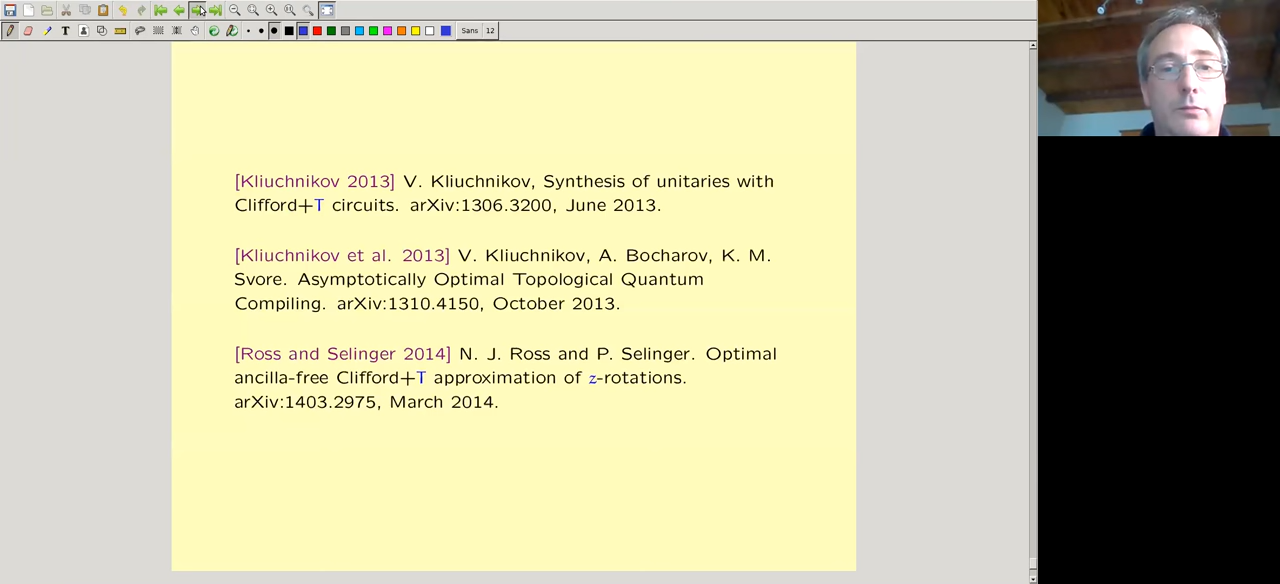 Sans 12
[Kliuchnikov 2013] V. Kliuchnikov, Synthesis of unitaries with
Clifford+T circuits. arXiv:1306.3200, June 2013.
[Kliuchnikov et al. 2013] V. Kliuchnikov, A. Bocharov, K. M.
Svore. Asymptotically Optimal Topological Quantum
Compiling. arXiv:1310.4150, October 2013.
[Ross and Selinger 2014] N. J. Ross and P. Selinger. Optimal
ancilla-free Clifford+T approximation of z-rotations.
arXiv:1403.2975, March 2014.